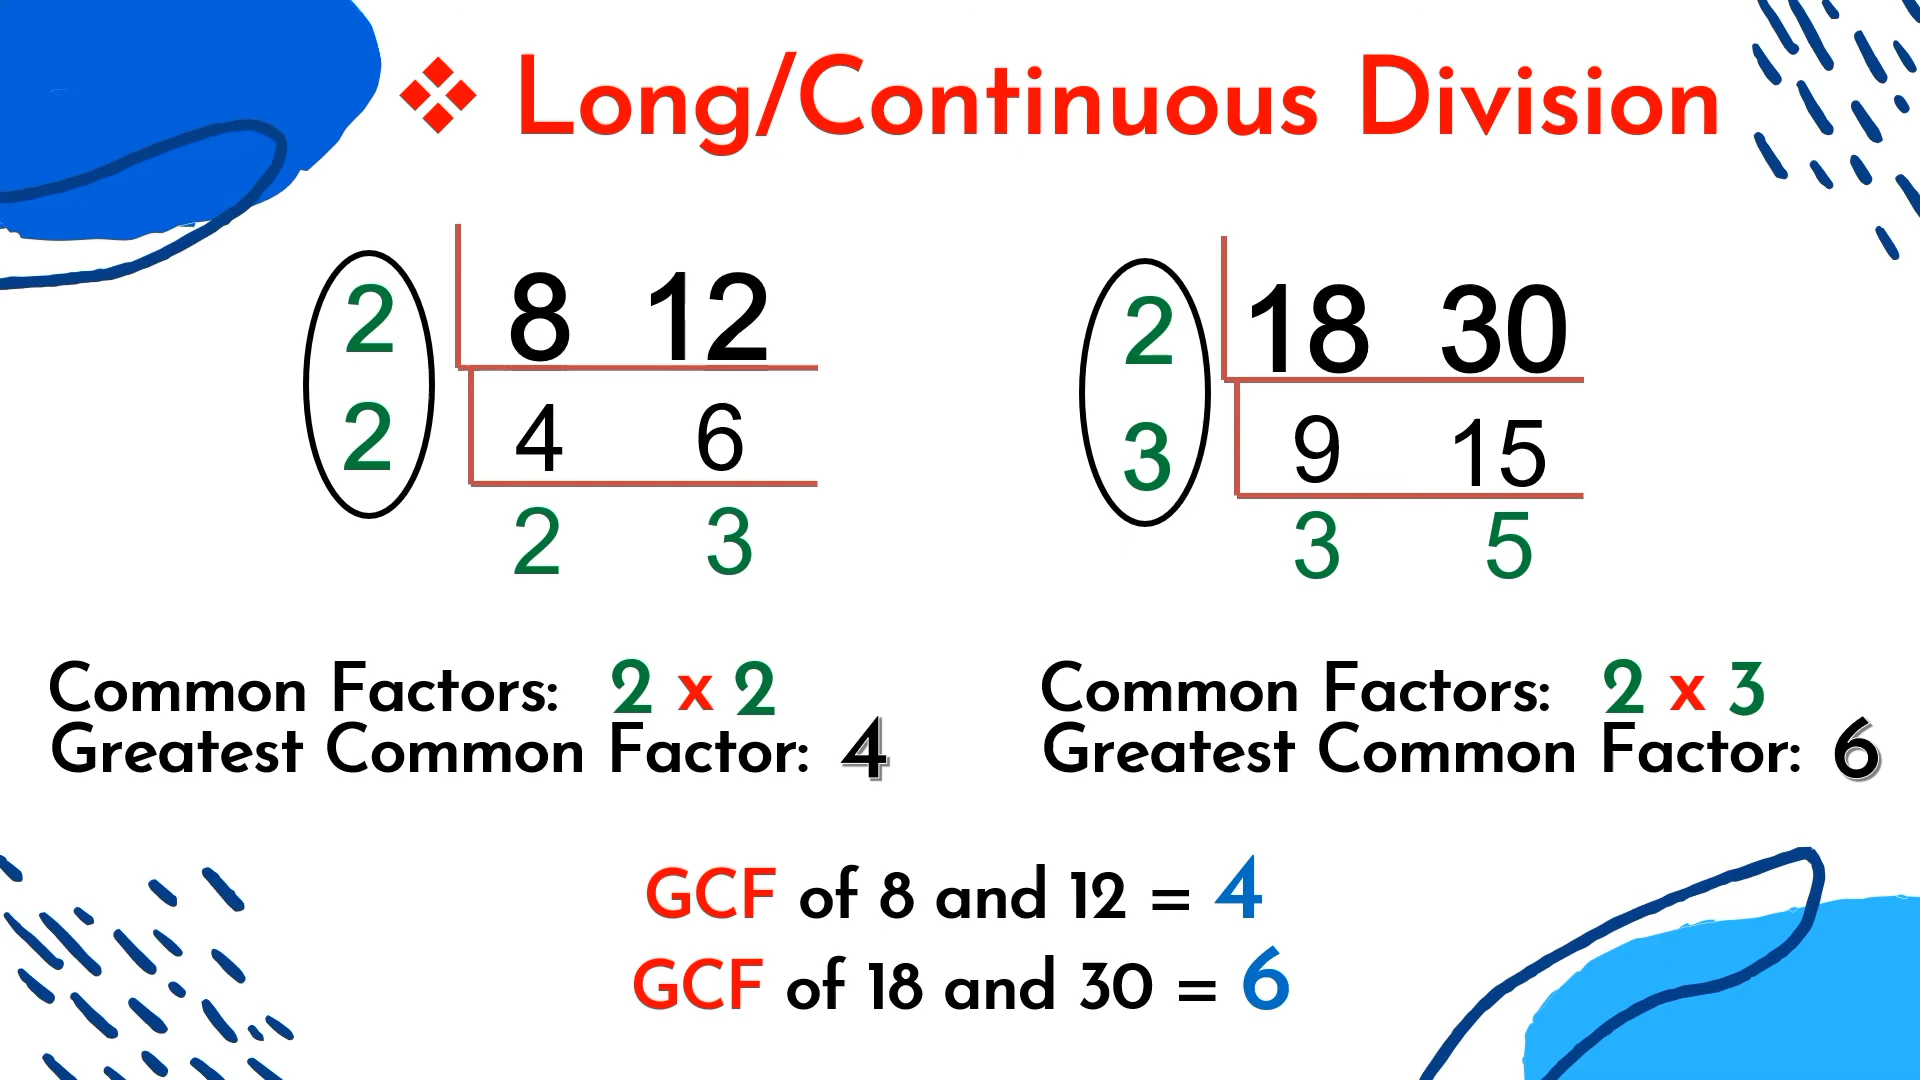 ❖ Long/Continuous Division
2 8 12
2 4 6
2 3
2 18 30
3 9 15
3 5
Common Factors: 2 x 2
Greatest Common Factor: 4
Common Factors: 2 x 3
Greatest Common Factor: 6
GCF of 8 and 12 = 4
GCF of 18 and 30 = 6